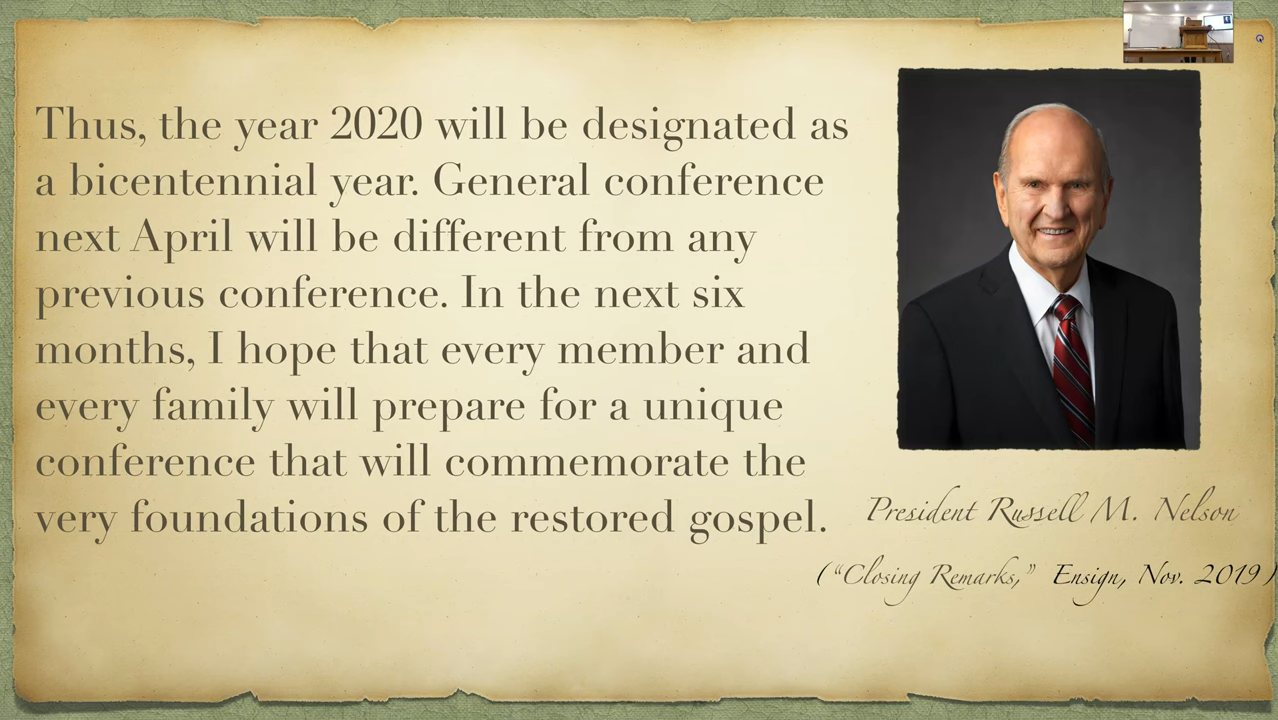 Thus, the year 2020 will be designated as
a bicentennial year. General conference
next April will be different from any
previous conference. In the next six
months, I hope that every member and
every family will prepare for a unique
conference that will commemorate the
very foundations of the restored gospel.
President Russell M. Nelson
(“Closing Remarks,” Ensign, Nov. 2019)